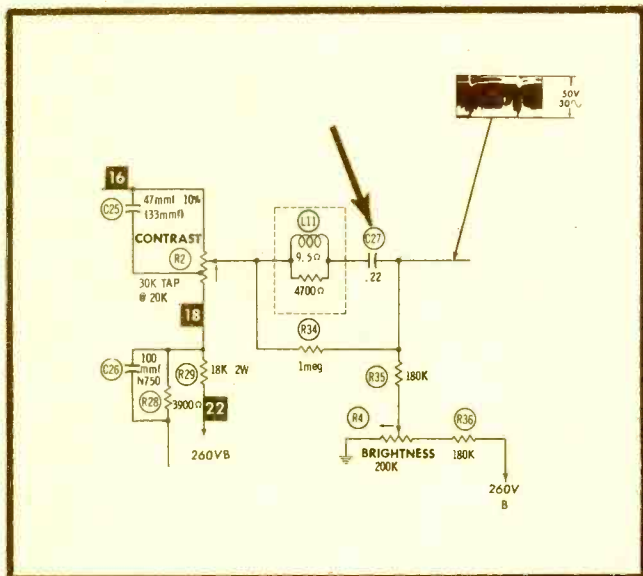 50V
30~
16
47mmf 10%
(33mmf)
C25
CONTRAST
R2
30K TAP
@ 20K
L11
9.5Ω
4700Ω
C27
.22
18
R34
1meg
R35
180K
C26
100
mmf
N750
R28
3900Ω
R29
18K 2W
22
260V B
R4
BRIGHTNESS
200K
R36
180K
260V
B